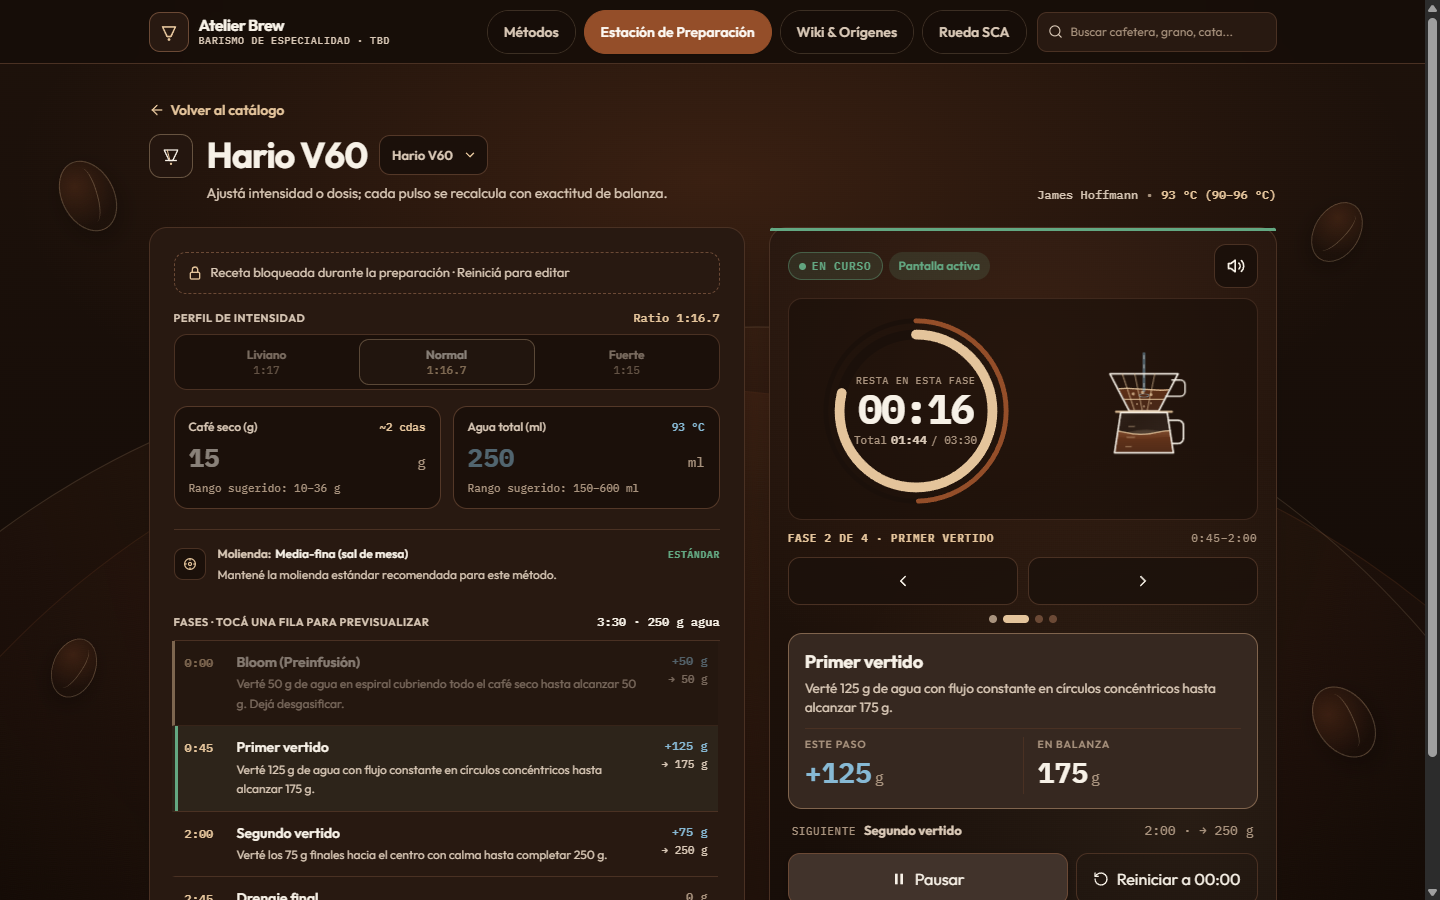 Atelier Brew
BARISMO DE ESPECIALIDAD · TBD
Métodos
Estación de Preparación
Wiki & Orígenes
Rueda SCA
Buscar cafetera, grano, cata...
← Volver al catálogo
Hario V60
Hario V60
Ajustá intensidad o dosis; cada pulso se recalcula con exactitud de balanza.
James Hoffmann • 93 °C (90–96 °C)
Receta bloqueada durante la preparación · Reiniciá para editar
PERFIL DE INTENSIDAD
Ratio 1:16.7
Liviano
1:17
Normal
1:16.7
Fuerte
1:15
Café seco (g)
~2 cdas
15
g
Rango sugerido: 10–36 g
Agua total (ml)
93 °C
250
ml
Rango sugerido: 150–600 ml
Molienda: Media-fina (sal de mesa)
ESTÁNDAR
Mantené la molienda estándar recomendada para este método.
FASES · TOCÁ UNA FILA PARA PREVISUALIZAR
3:30 · 250 g agua
0:00
Bloom (Preinfusión)
+50 g
Verté 50 g de agua en espiral cubriendo todo el café seco hasta alcanzar 50
→ 50 g
g. Dejá desgasificar.
0:45
Primer vertido
+125 g
Verté 125 g de agua con flujo constante en círculos concéntricos hasta
→ 175 g
alcanzar 175 g.
2:00
Segundo vertido
+75 g
Verté los 75 g finales hacia el centro con calma hasta completar 250 g.
→ 250 g
2:45
Drenaje final
0 g
EN CURSO
Pantalla activa
RESTA EN ESTA FASE
00:16
Total 01:44 / 03:30
FASE 2 DE 4 · PRIMER VERTIDO
0:45–2:00
Primer vertido
Verté 125 g de agua con flujo constante en círculos concéntricos hasta
alcanzar 175 g.
ESTE PASO
+125 g
EN BALANZA
175 g
SIGUIENTE Segundo vertido
2:00 · → 250 g
Pausar
Reiniciar a 00:00